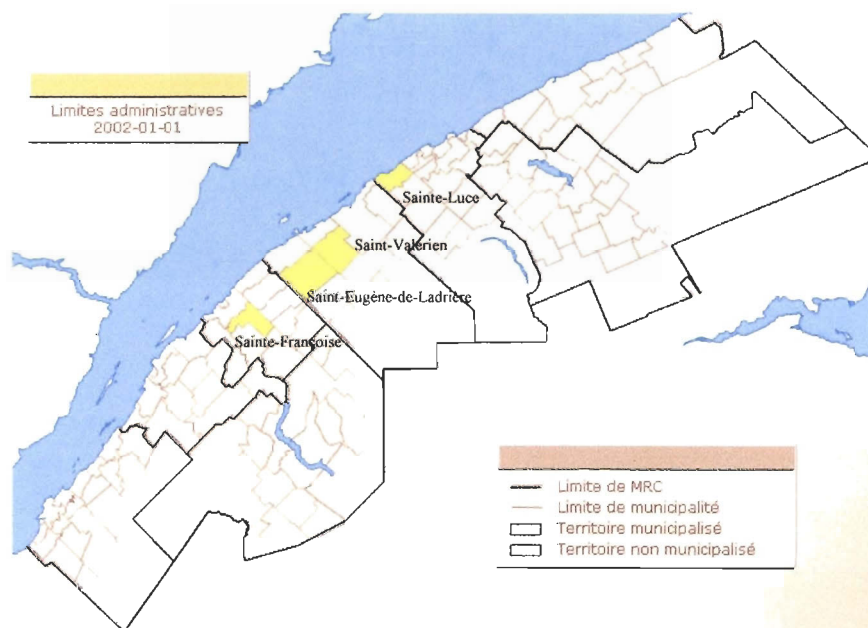 Limites administratives
2002-01-01
Sainte-Luce
Saint-Valérien
Saint-Eugène-de-Ladrière
Sainte-Françoise
Limite de MRC
Limite de municipalité
Territoire municipalisé
Territoire non municipalisé